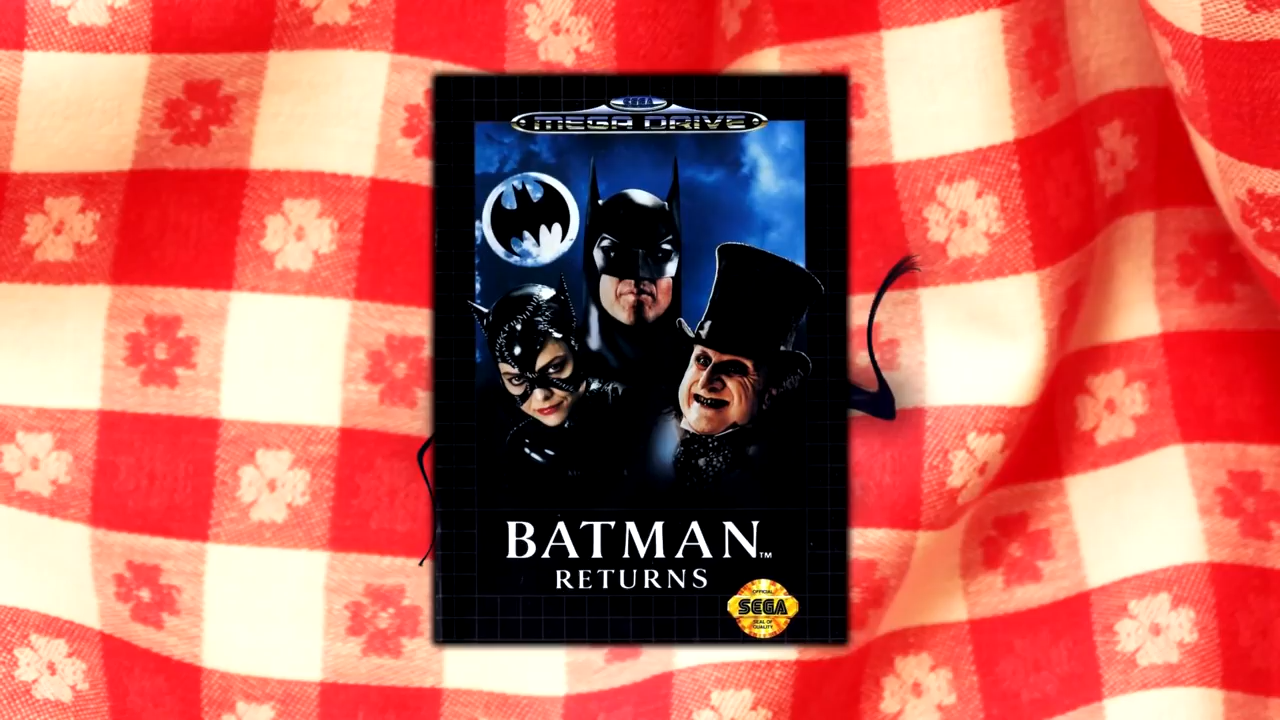 SEGA
MEGA DRIVE
BATMAN™
RETURNS
OFFICIAL
SEGA
SEAL OF
QUALITY